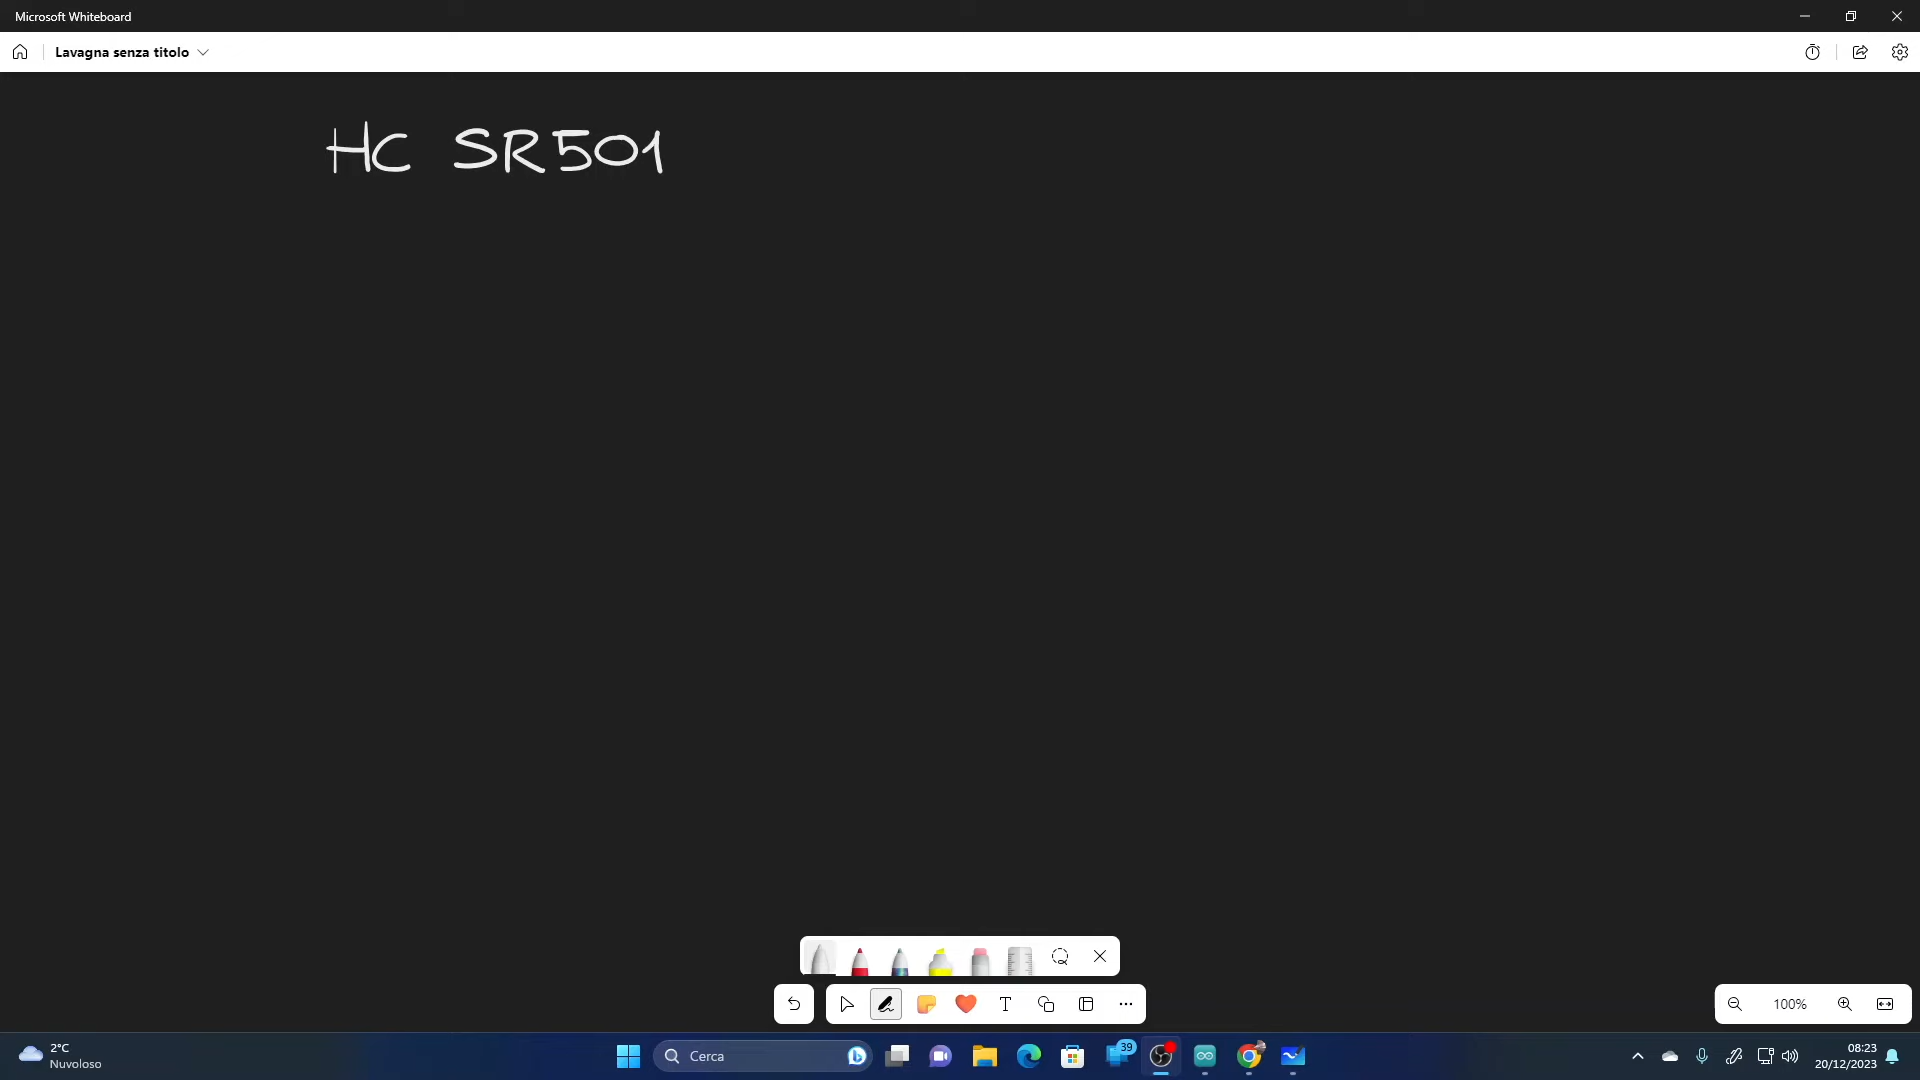 Microsoft Whiteboard
Lavagna senza titolo
HC SR501
100%
2°C
Nuvoloso
Cerca
39
08:23
20/12/2023